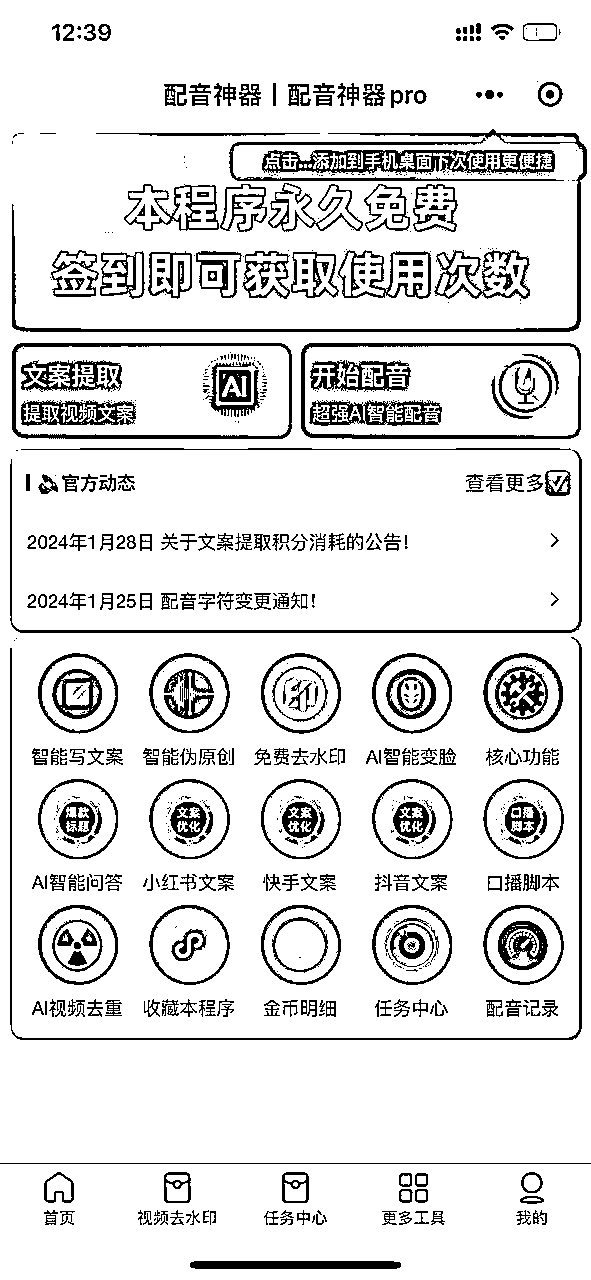 12:39
配音神器丨配音神器pro
点击...添加到手机桌面下次使用更便捷
本程序永久免费
签到即可获取使用次数
文案提取
提取视频文案
AI
开始配音
超强AI智能配音
官方动态
查看更多
2024年1月28日 关于文案提取积分消耗的公告！
2024年1月25日 配音字符变更通知！
智能写文案 智能伪原创 免费去水印 AI智能变脸 核心功能
爆款标题 文案优化 文案优化 文案优化 口播脚本
AI智能问答 小红书文案 快手文案 抖音文案 口播脚本
AI视频去重 收藏本程序 金币明细 任务中心 配音记录
首页 视频去水印 任务中心 更多工具 我的